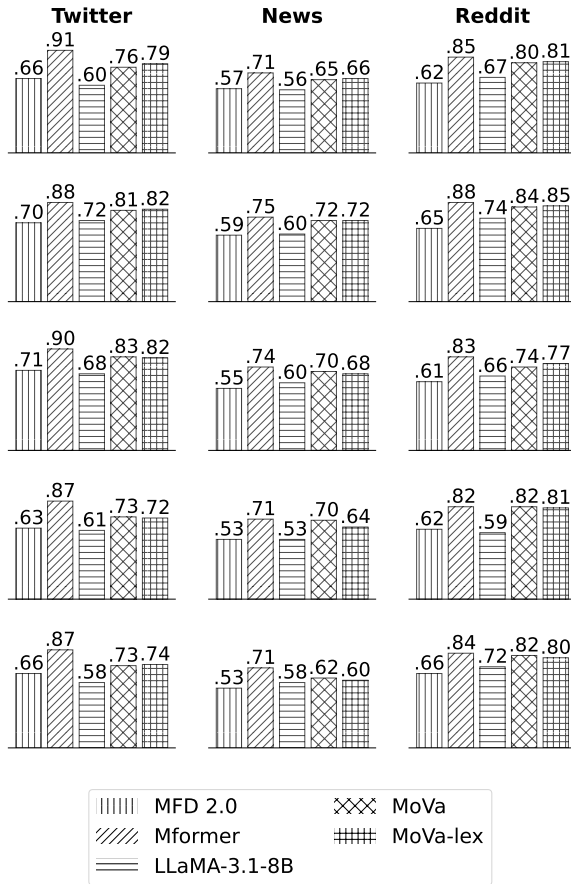 Twitter News Reddit
.66 .91 .60 .76 .79 .57 .71 .56 .65 .66 .62 .85 .67 .80 .81
.70 .88 .72 .81 .82 .59 .75 .60 .72 .72 .65 .88 .74 .84 .85
.71 .90 .68 .83 .82 .55 .74 .60 .70 .68 .61 .83 .66 .74 .77
.63 .87 .61 .73 .72 .53 .71 .53 .70 .64 .62 .82 .59 .82 .81
.66 .87 .58 .73 .74 .53 .71 .58 .62 .60 .66 .84 .72 .82 .80
MFD 2.0 MoVa
Mformer MoVa-lex
LLaMA-3.1-8B